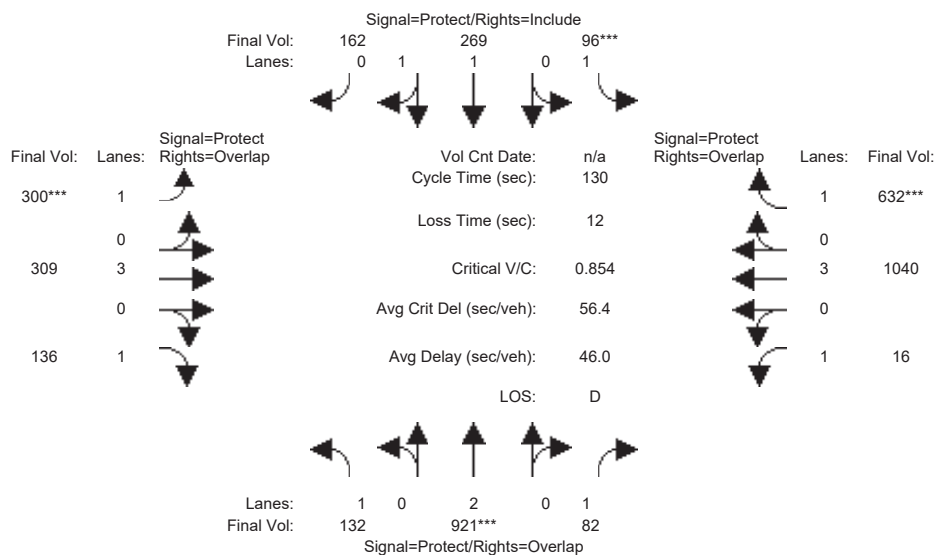 Signal=Protect/Rights=Include
Final Vol: 162 269 96***
Lanes: 0 1 1 0 1
Signal=Protect Signal=Protect
Final Vol: Lanes: Rights=Overlap Vol Cnt Date: n/a Rights=Overlap Lanes: Final Vol:
Cycle Time (sec): 130
300*** 1 1 632***
Loss Time (sec): 12
0 0
309 3 Critical V/C: 0.854 3 1040
0 Avg Crit Del (sec/veh): 56.4 0
136 1 Avg Delay (sec/veh): 46.0 1 16
LOS: D
Lanes: 1 0 2 0 1
Final Vol: 132 921*** 82
Signal=Protect/Rights=Overlap